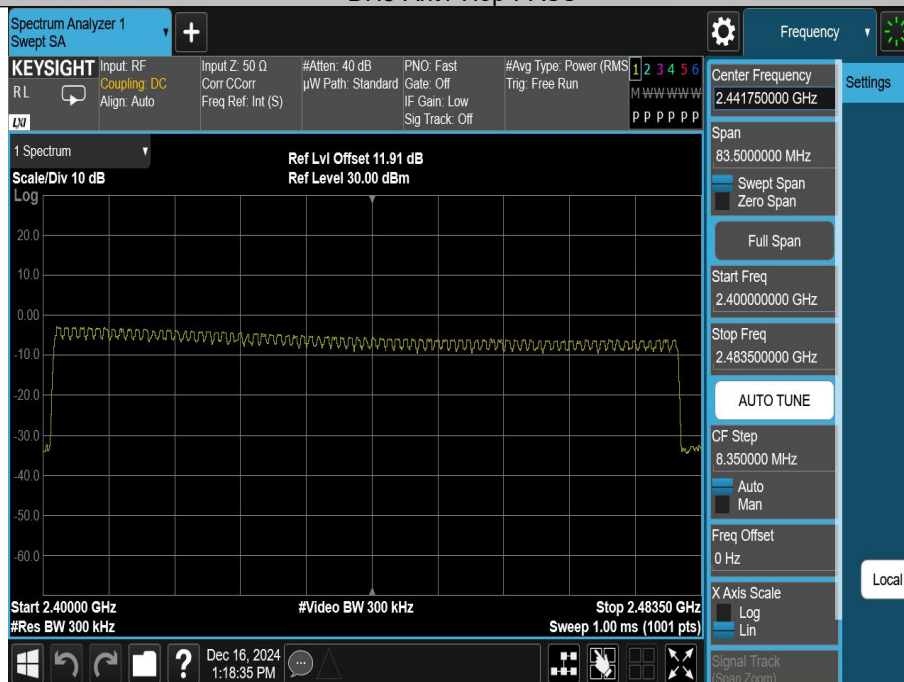 Spectrum Analyzer 1
Swept SA
Frequency
KEYSIGHT
RL
LXI
Input: RF
Coupling: DC
Align: Auto
Input Z: 50 Ω
Corr CCorr
Freq Ref: Int (S)
#Atten: 40 dB
µW Path: Standard
PNO: Fast
Gate: Off
IF Gain: Low
Sig Track: Off
#Avg Type: Power (RMS
Trig: Free Run
1 2 3 4 5 6
M W W W W W
P P P P P P
1 Spectrum
Scale/Div 10 dB
Ref Lvl Offset 11.91 dB
Ref Level 30.00 dBm
Log
20.0
10.0
0.00
-10.0
-20.0
-30.0
-40.0
-50.0
-60.0
Start 2.40000 GHz
#Video BW 300 kHz
Stop 2.48350 GHz
#Res BW 300 kHz
Sweep 1.00 ms (1001 pts)
Dec 16, 2024
1:18:35 PM
Center Frequency
2.441750000 GHz
Settings
Span
83.5000000 MHz
Swept Span
Zero Span
Full Span
Start Freq
2.400000000 GHz
Stop Freq
2.483500000 GHz
AUTO TUNE
CF Step
8.350000 MHz
Auto
Man
Freq Offset
0 Hz
Local
X Axis Scale
Log
Lin
Signal Track
(Span Zoom)